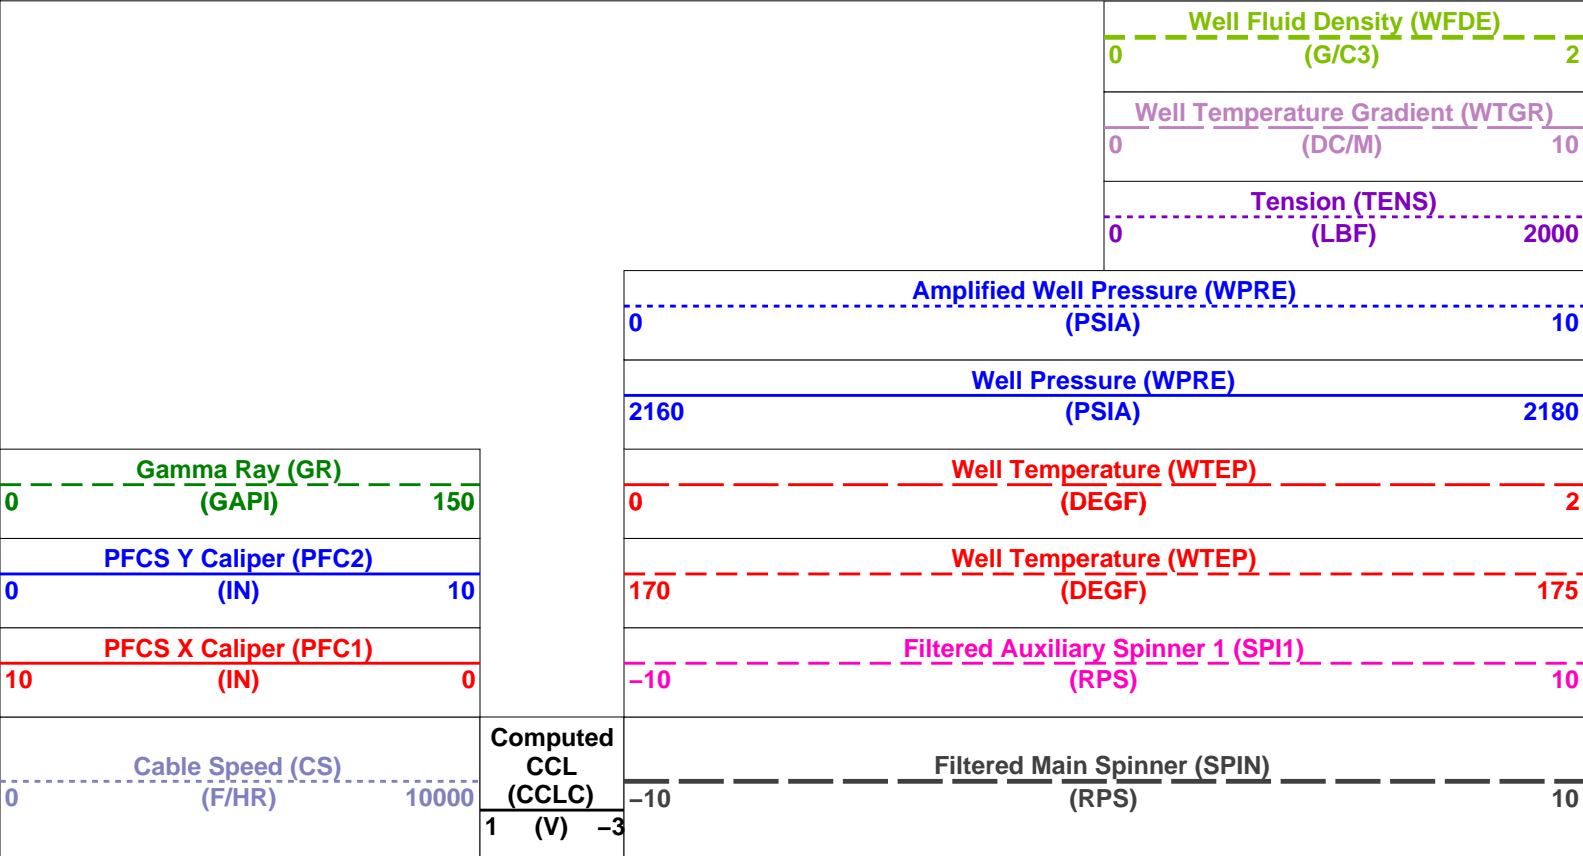 Well Fluid Density (WFDE)
0 (G/C3) 2
Well Temperature Gradient (WTGR)
0 (DC/M) 10
Tension (TENS)
0 (LBF) 2000
Amplified Well Pressure (WPRE)
0 (PSIA) 10
Well Pressure (WPRE)
2160 (PSIA) 2180
Gamma Ray (GR)
0 (GAPI) 150
Well Temperature (WTEP)
0 (DEGF) 2
PFCS Y Caliper (PFC2)
0 (IN) 10
Well Temperature (WTEP)
170 (DEGF) 175
PFCS X Caliper (PFC1)
10 (IN) 0
Filtered Auxiliary Spinner 1 (SPI1)
−10 (RPS) 10
Cable Speed (CS)
0 (F/HR) 10000
Computed
CCL
(CCLC)
1 (V) −3
Filtered Main Spinner (SPIN)
−10 (RPS) 10